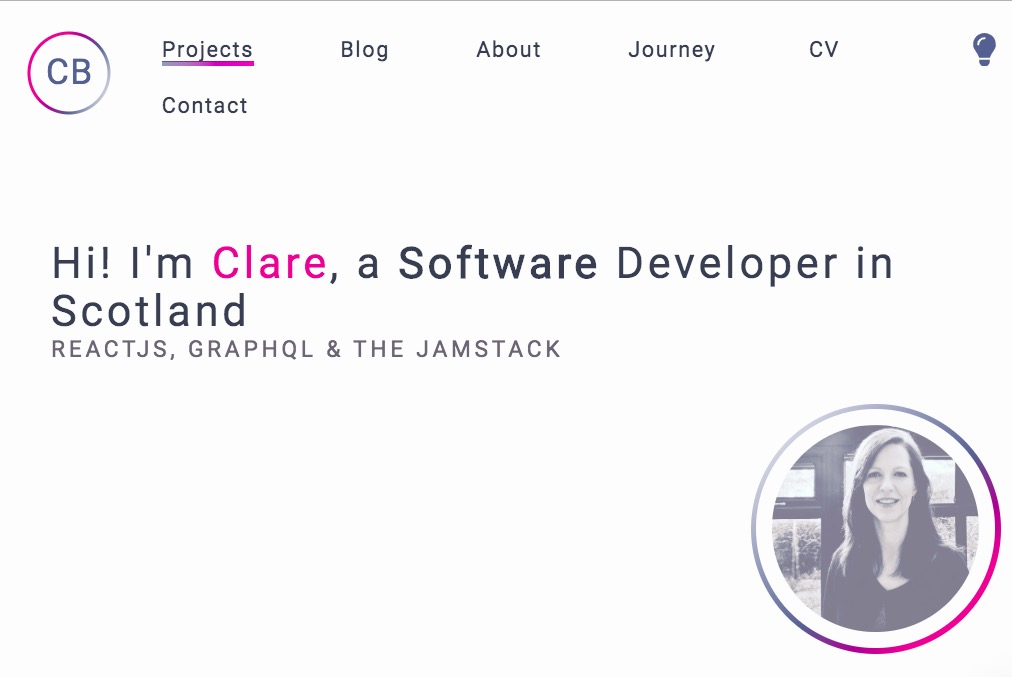 CB
Projects Blog About Journey CV
Contact
Hi! I'm Clare, a Software Developer in
Scotland
REACTJS, GRAPHQL & THE JAMSTACK